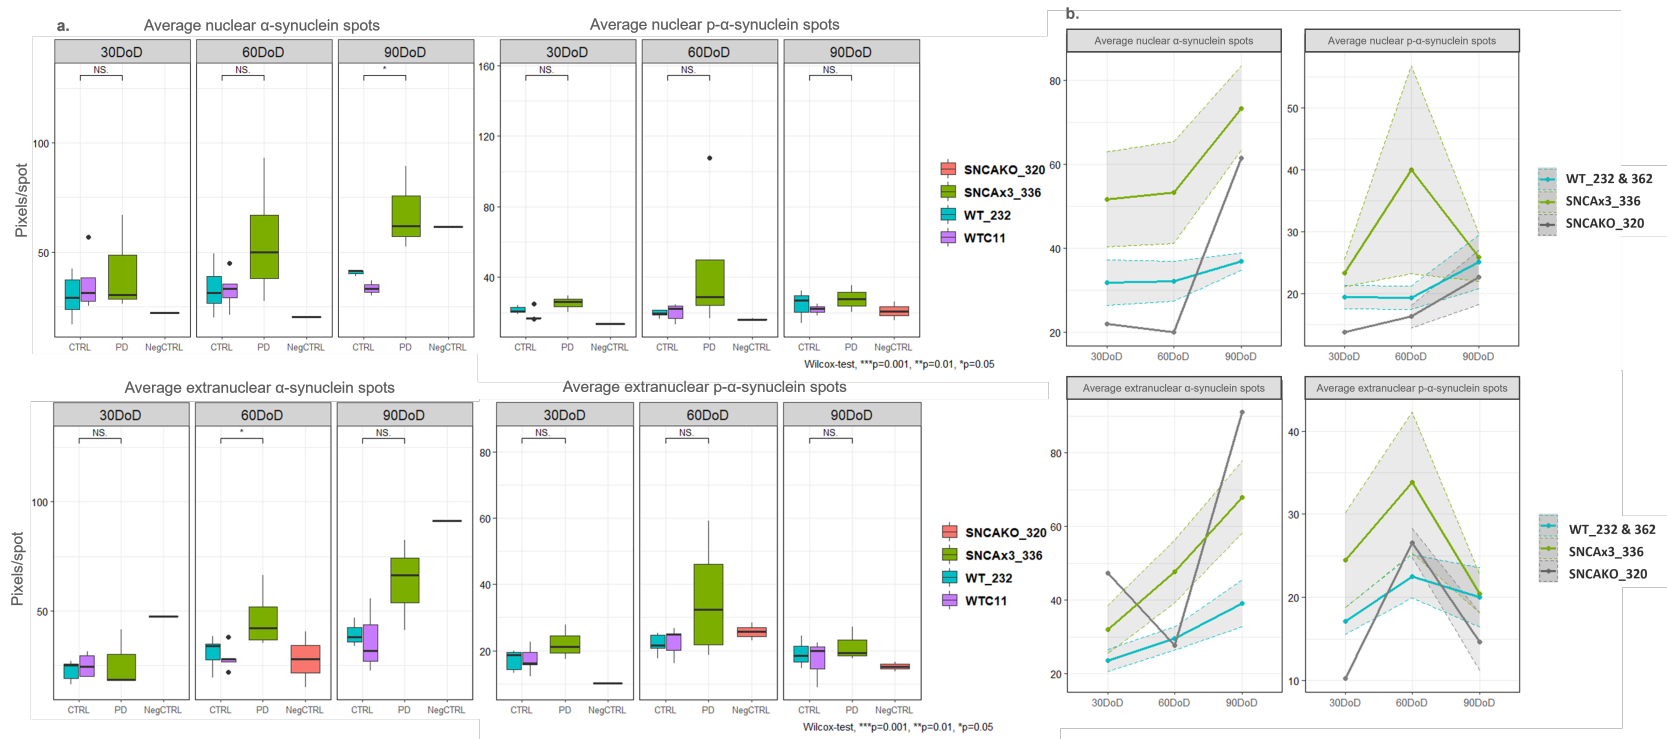 a.
Average nuclear α-synuclein spots
Average nuclear p-α-synuclein spots
30DoD
60DoD
90DoD
30DoD
60DoD
90DoD
NS.
NS.
*
NS.
NS.
NS.
Pixels/spot
100
50
160
120
80
40
CTRL PD NegCTRL
CTRL PD NegCTRL
CTRL PD NegCTRL
CTRL PD NegCTRL
CTRL PD NegCTRL
CTRL PD NegCTRL
SNCAKO_320
SNCAx3_336
WT_232
WTC11
Wilcox-test, ***p=0.001, **p=0.01, *p=0.05
Average extranuclear α-synuclein spots
Average extranuclear p-α-synuclein spots
30DoD
60DoD
90DoD
30DoD
60DoD
90DoD
NS.
*
NS.
NS.
NS.
NS.
Pixels/spot
100
50
80
60
40
20
CTRL PD NegCTRL
CTRL PD NegCTRL
CTRL PD NegCTRL
CTRL PD NegCTRL
CTRL PD NegCTRL
CTRL PD NegCTRL
SNCAKO_320
SNCAx3_336
WT_232
WTC11
Wilcox-test, ***p=0.001, **p=0.01, *p=0.05
b.
Average nuclear α-synuclein spots
Average nuclear p-α-synuclein spots
80
60
40
20
50
40
30
20
30DoD 60DoD 90DoD
30DoD 60DoD 90DoD
WT_232 & 362
SNCAx3_336
SNCAKO_320
Average extranuclear α-synuclein spots
Average extranuclear p-α-synuclein spots
80
60
40
20
40
30
20
10
30DoD 60DoD 90DoD
30DoD 60DoD 90DoD
WT_232 & 362
SNCAx3_336
SNCAKO_320